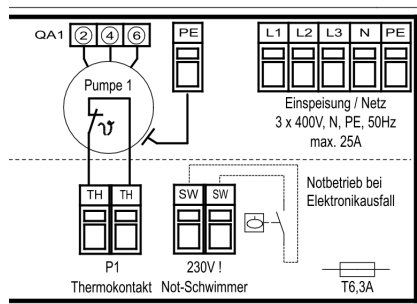 QA1 2 4 6 PE L1 L2 L3 N PE
Pumpe 1
ϑ
Einspeisung / Netz
3 x 400V, N, PE, 50Hz
max. 25A
TH TH SW SW
Notbetrieb bei
Elektronikausfall
P1
Thermokontakt
230V !
Not-Schwimmer
T6,3A